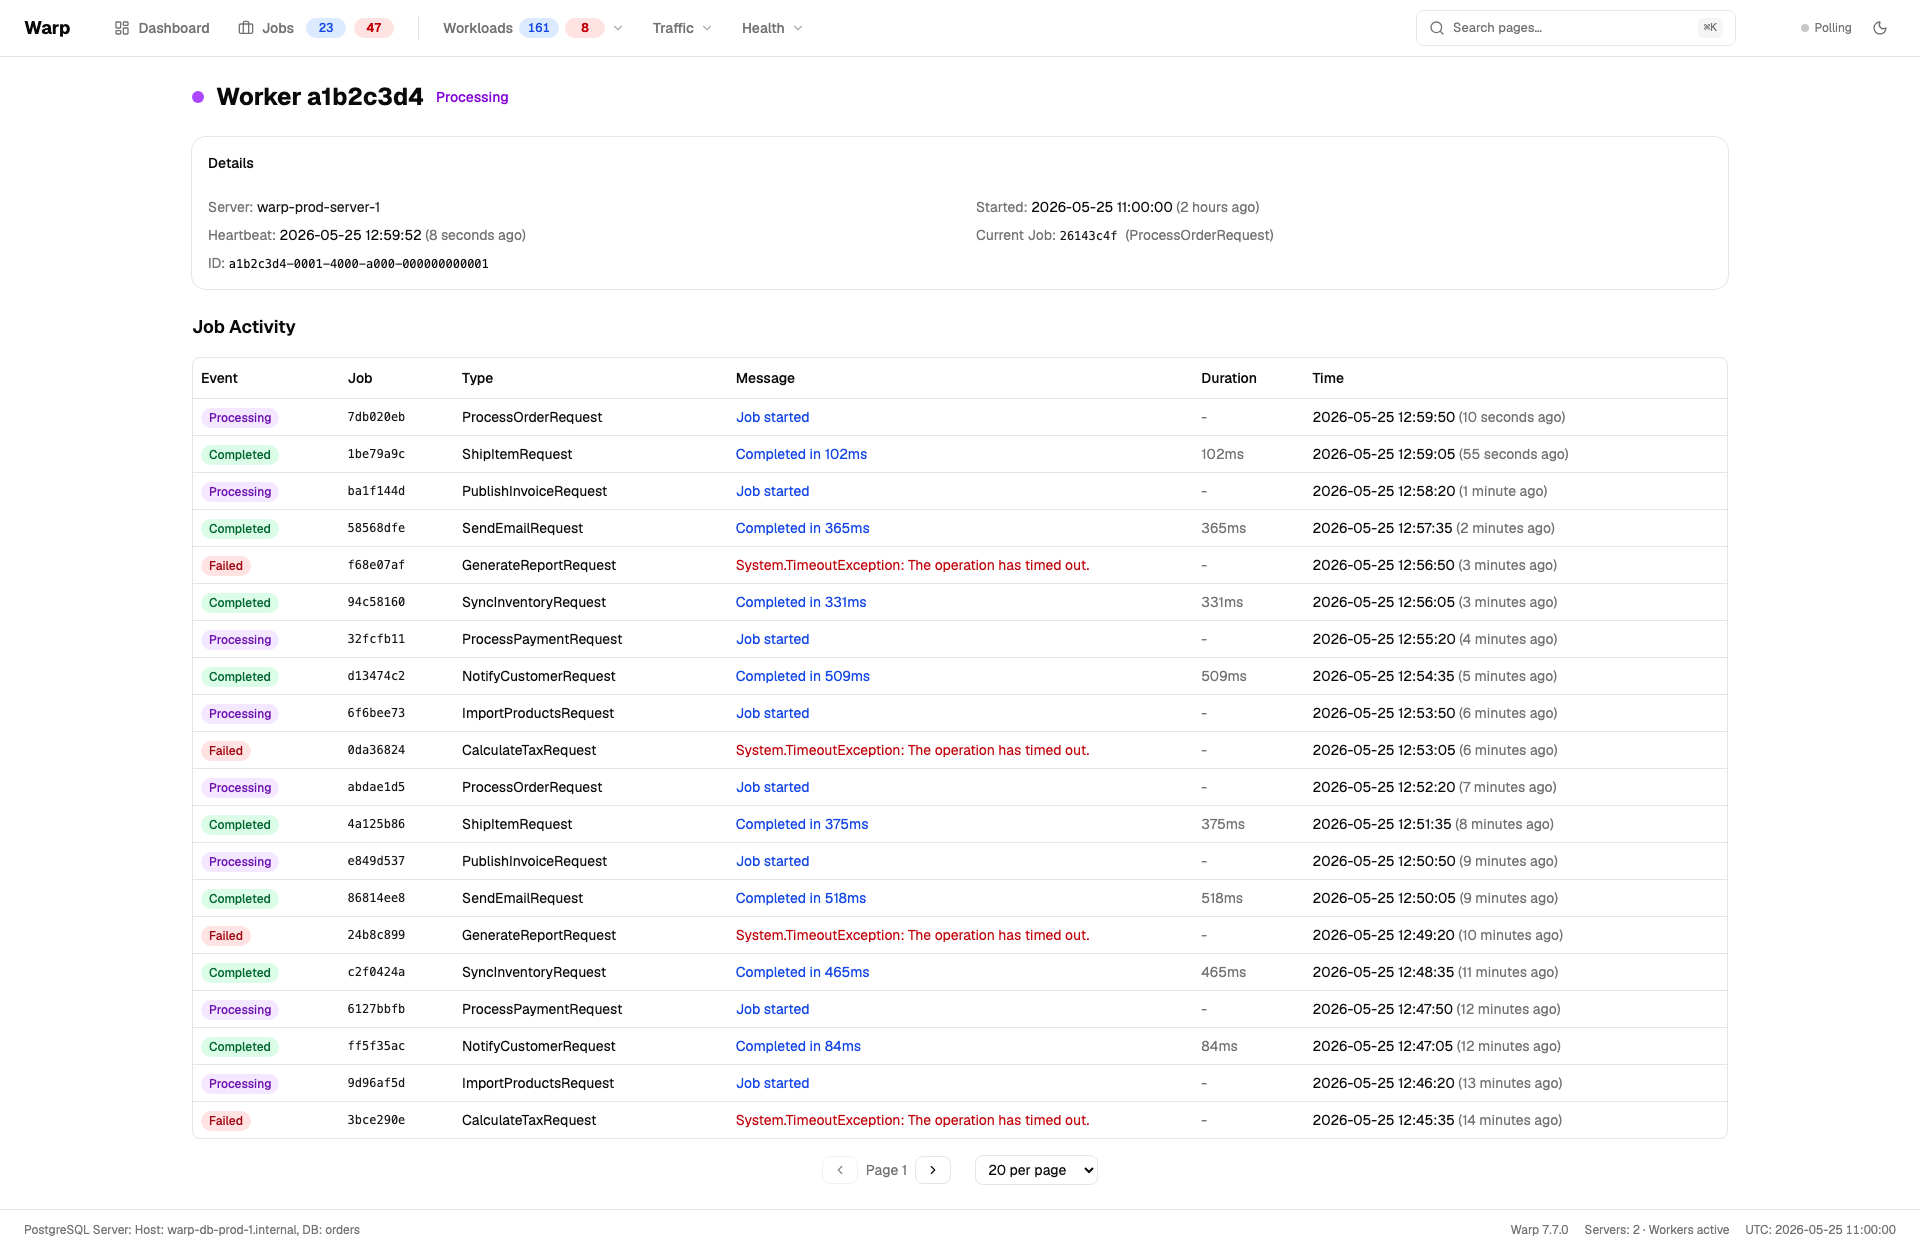 Warp Dashboard Jobs 23 47 Workloads 161 8 Traffic Health Search pages... ⌘K Polling
Worker a1b2c3d4 Processing
Details
Server: warp-prod-server-1 Started: 2026-05-25 11:00:00 (2 hours ago)
Heartbeat: 2026-05-25 12:59:52 (8 seconds ago) Current Job: 26143c4f (ProcessOrderRequest)
ID: a1b2c3d4-0001-4000-a000-000000000001
Job Activity
Event Job Type Message Duration Time
Processing 7db020eb ProcessOrderRequest Job started - 2026-05-25 12:59:50 (10 seconds ago)
Completed 1be79a9c ShipItemRequest Completed in 102ms 102ms 2026-05-25 12:59:05 (55 seconds ago)
Processing ba1f144d PublishInvoiceRequest Job started - 2026-05-25 12:58:20 (1 minute ago)
Completed 58568dfe SendEmailRequest Completed in 365ms 365ms 2026-05-25 12:57:35 (2 minutes ago)
Failed f68e07af GenerateReportRequest System.TimeoutException: The operation has timed out. - 2026-05-25 12:56:50 (3 minutes ago)
Completed 94c58160 SyncInventoryRequest Completed in 331ms 331ms 2026-05-25 12:56:05 (3 minutes ago)
Processing 32fcfb11 ProcessPaymentRequest Job started - 2026-05-25 12:55:20 (4 minutes ago)
Completed d13474c2 NotifyCustomerRequest Completed in 509ms 509ms 2026-05-25 12:54:35 (5 minutes ago)
Processing 6f6bee73 ImportProductsRequest Job started - 2026-05-25 12:53:50 (6 minutes ago)
Failed 0da36824 CalculateTaxRequest System.TimeoutException: The operation has timed out. - 2026-05-25 12:53:05 (6 minutes ago)
Processing abdae1d5 ProcessOrderRequest Job started - 2026-05-25 12:52:20 (7 minutes ago)
Completed 4a125b86 ShipItemRequest Completed in 375ms 375ms 2026-05-25 12:51:35 (8 minutes ago)
Processing e849d537 PublishInvoiceRequest Job started - 2026-05-25 12:50:50 (9 minutes ago)
Completed 86814ee8 SendEmailRequest Completed in 518ms 518ms 2026-05-25 12:50:05 (9 minutes ago)
Failed 24b8c899 GenerateReportRequest System.TimeoutException: The operation has timed out. - 2026-05-25 12:49:20 (10 minutes ago)
Completed c2f0424a SyncInventoryRequest Completed in 465ms 465ms 2026-05-25 12:48:35 (11 minutes ago)
Processing 6127bbfb ProcessPaymentRequest Job started - 2026-05-25 12:47:50 (12 minutes ago)
Completed ff5f35ac NotifyCustomerRequest Completed in 84ms 84ms 2026-05-25 12:47:05 (12 minutes ago)
Processing 9d96af5d ImportProductsRequest Job started - 2026-05-25 12:46:20 (13 minutes ago)
Failed 3bce290e CalculateTaxRequest System.TimeoutException: The operation has timed out. - 2026-05-25 12:45:35 (14 minutes ago)
Page 1 20 per page
PostgreSQL Server: Host: warp-db-prod-1.internal, DB: orders Warp 7.7.0 Servers: 2 · Workers active UTC: 2026-05-25 11:00:00